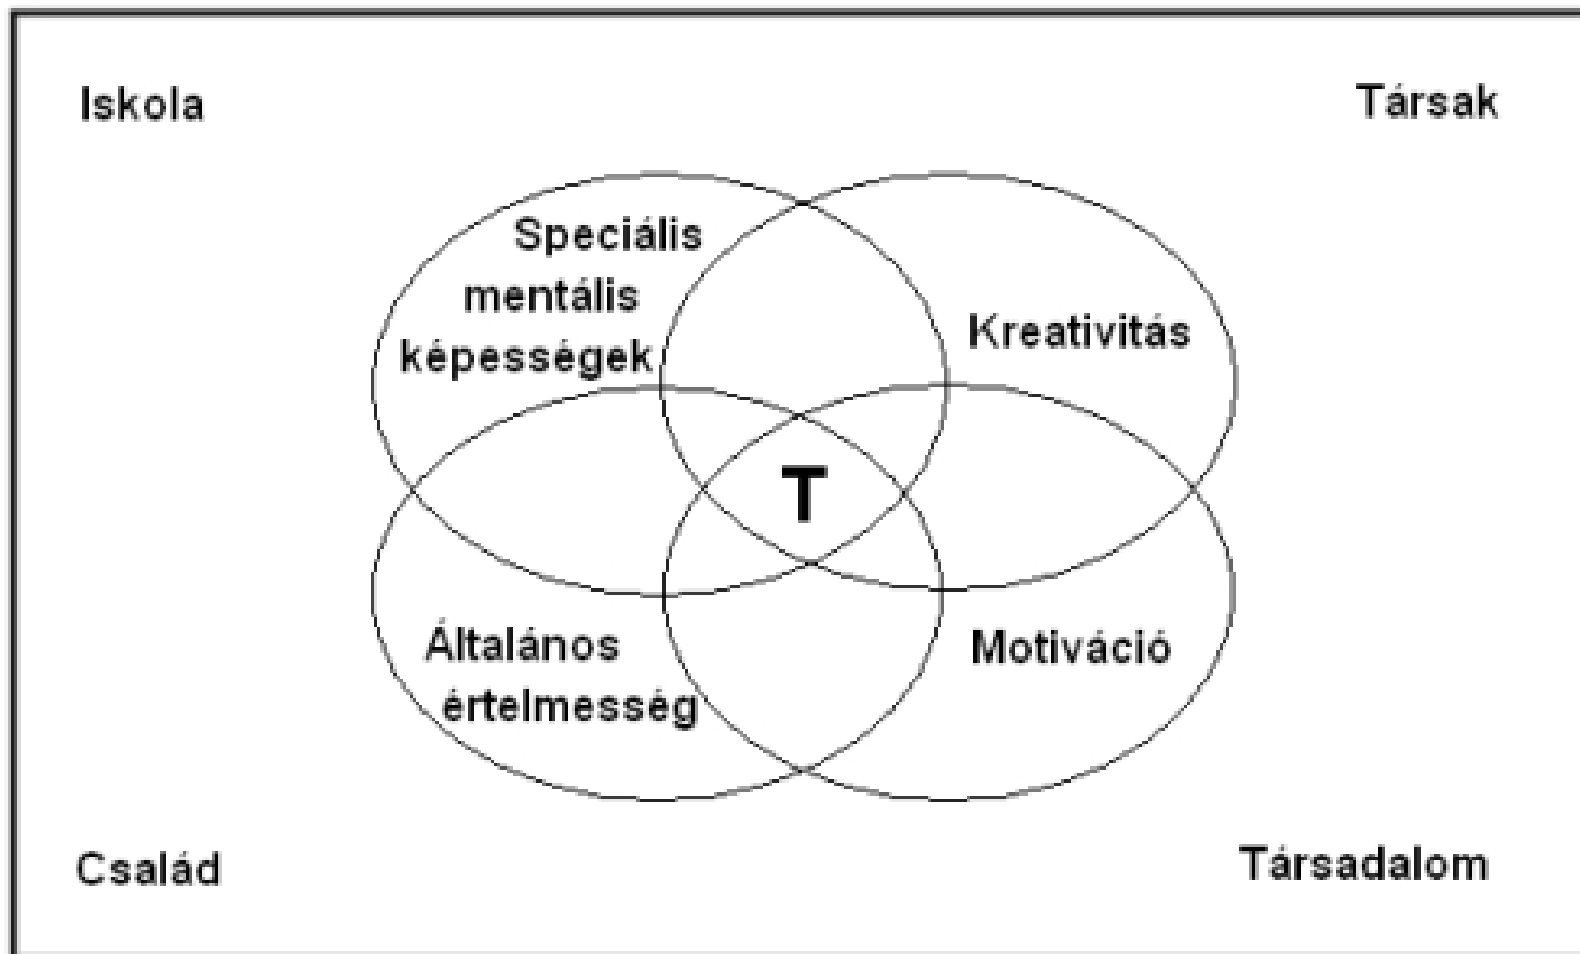 Iskola
Társak
Speciális
mentális
képességek
Kreativitás
T
Általános
értelmesség
Motiváció
Család
Társadalom